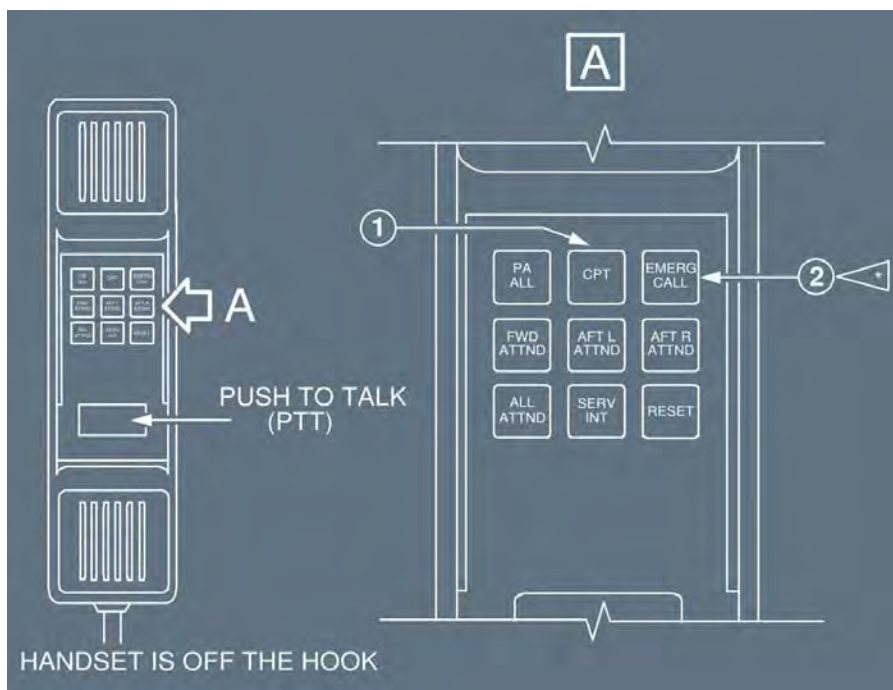 A
1
PA
ALL
CPT
EMERG
CALL
2
*
FWD
ATTND
AFT L
ATTND
AFT R
ATTND
ALL
ATTND
SERV
INT
RESET
A
PUSH TO TALK
(PTT)
HANDSET IS OFF THE HOOK